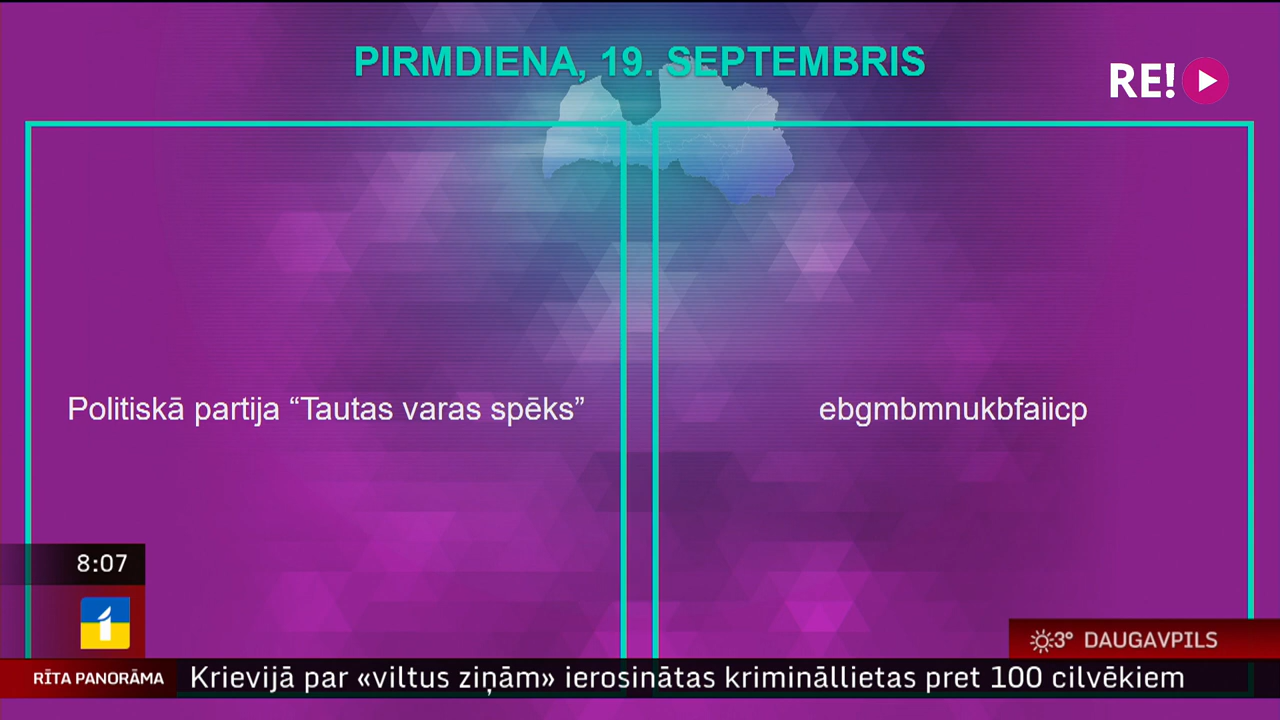 PIRMDIENA, 19. SEPTEMBRIS
RE!
Politiskā partija “Tautas varas spēks”
ebgmbmnukbfaiicp
8:07
1
3° DAUGAVPILS
RĪTA PANORĀMA
Krievijā par «viltus ziņām» ierosinātas krimināllietas pret 100 cilvēkiem